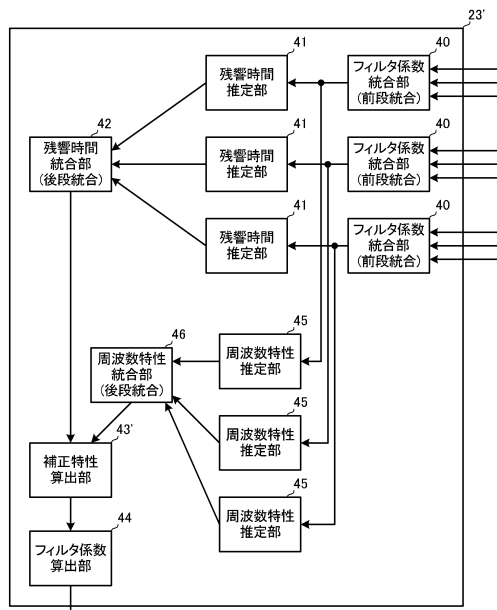 23'
41
残響時間
推定部
40
フィルタ係数
統合部
(前段統合)
42
残響時間
統合部
(後段統合)
41
残響時間
推定部
40
フィルタ係数
統合部
(前段統合)
41
残響時間
推定部
40
フィルタ係数
統合部
(前段統合)
46
周波数特性
統合部
(後段統合)
45
周波数特性
推定部
45
周波数特性
推定部
43'
補正特性
算出部
45
周波数特性
推定部
44
フィルタ係数
算出部